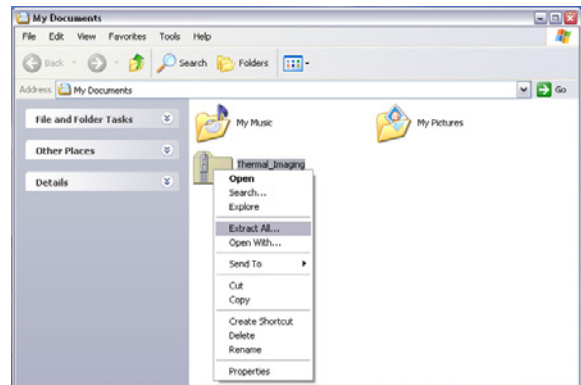 My Documents
File Edit View Favorites Tools Help
Back Search Folders
Address My Documents Go
File and Folder Tasks
Other Places
Details
My Music
My Pictures
Thermal_Imaging
Open
Search...
Explore
Extract All...
Open With...
Send To
Cut
Copy
Create Shortcut
Delete
Rename
Properties